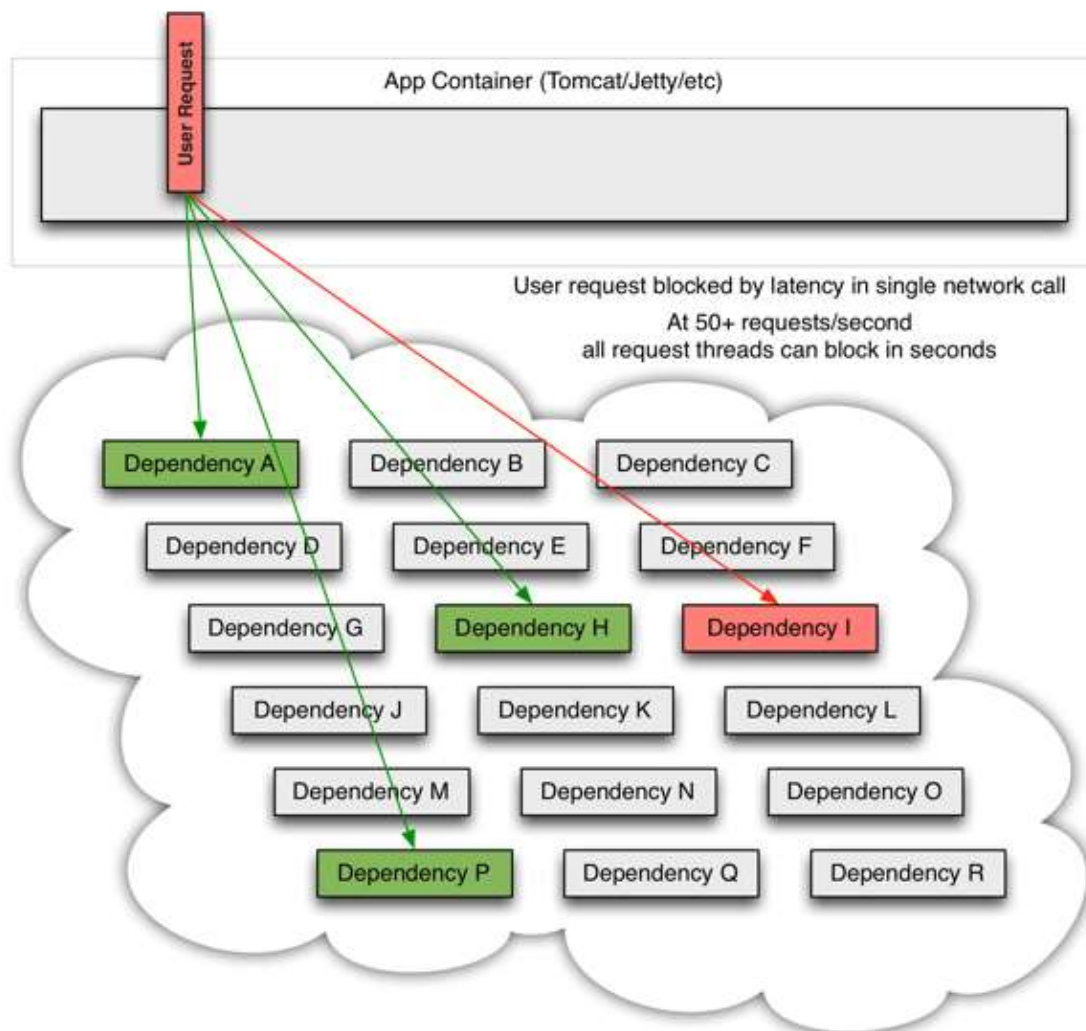 User Request
App Container (Tomcat/Jetty/etc)
User request blocked by latency in single network call
At 50+ requests/second
all request threads can block in seconds
Dependency A
Dependency B
Dependency C
Dependency D
Dependency E
Dependency F
Dependency G
Dependency H
Dependency I
Dependency J
Dependency K
Dependency L
Dependency M
Dependency N
Dependency O
Dependency P
Dependency Q
Dependency R